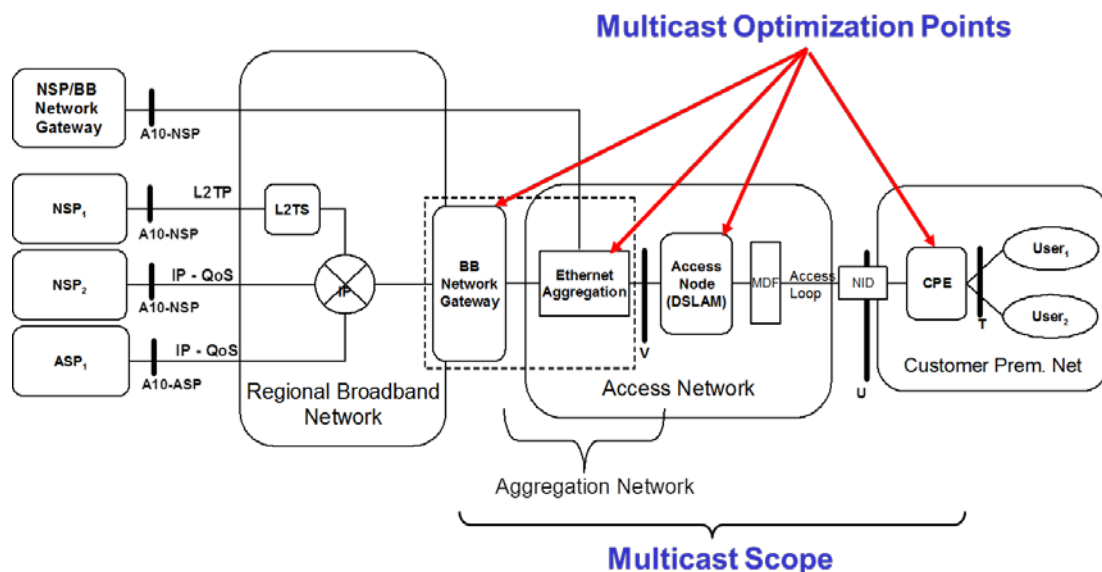 Multicast Optimization Points
NSP/BB
Network
Gateway
A10-NSP
NSP1
L2TP
A10-NSP
L2TS
NSP2
IP - QoS
A10-NSP
IP
ASP1
IP - QoS
A10-ASP
Regional Broadband
Network
BB
Network
Gateway
Ethernet
Aggregation
V
Access
Node
(DSLAM)
MDF
Access
Loop
Access Network
NID
U
CPE
T
User1
User2
Customer Prem. Net
Aggregation Network
Multicast Scope